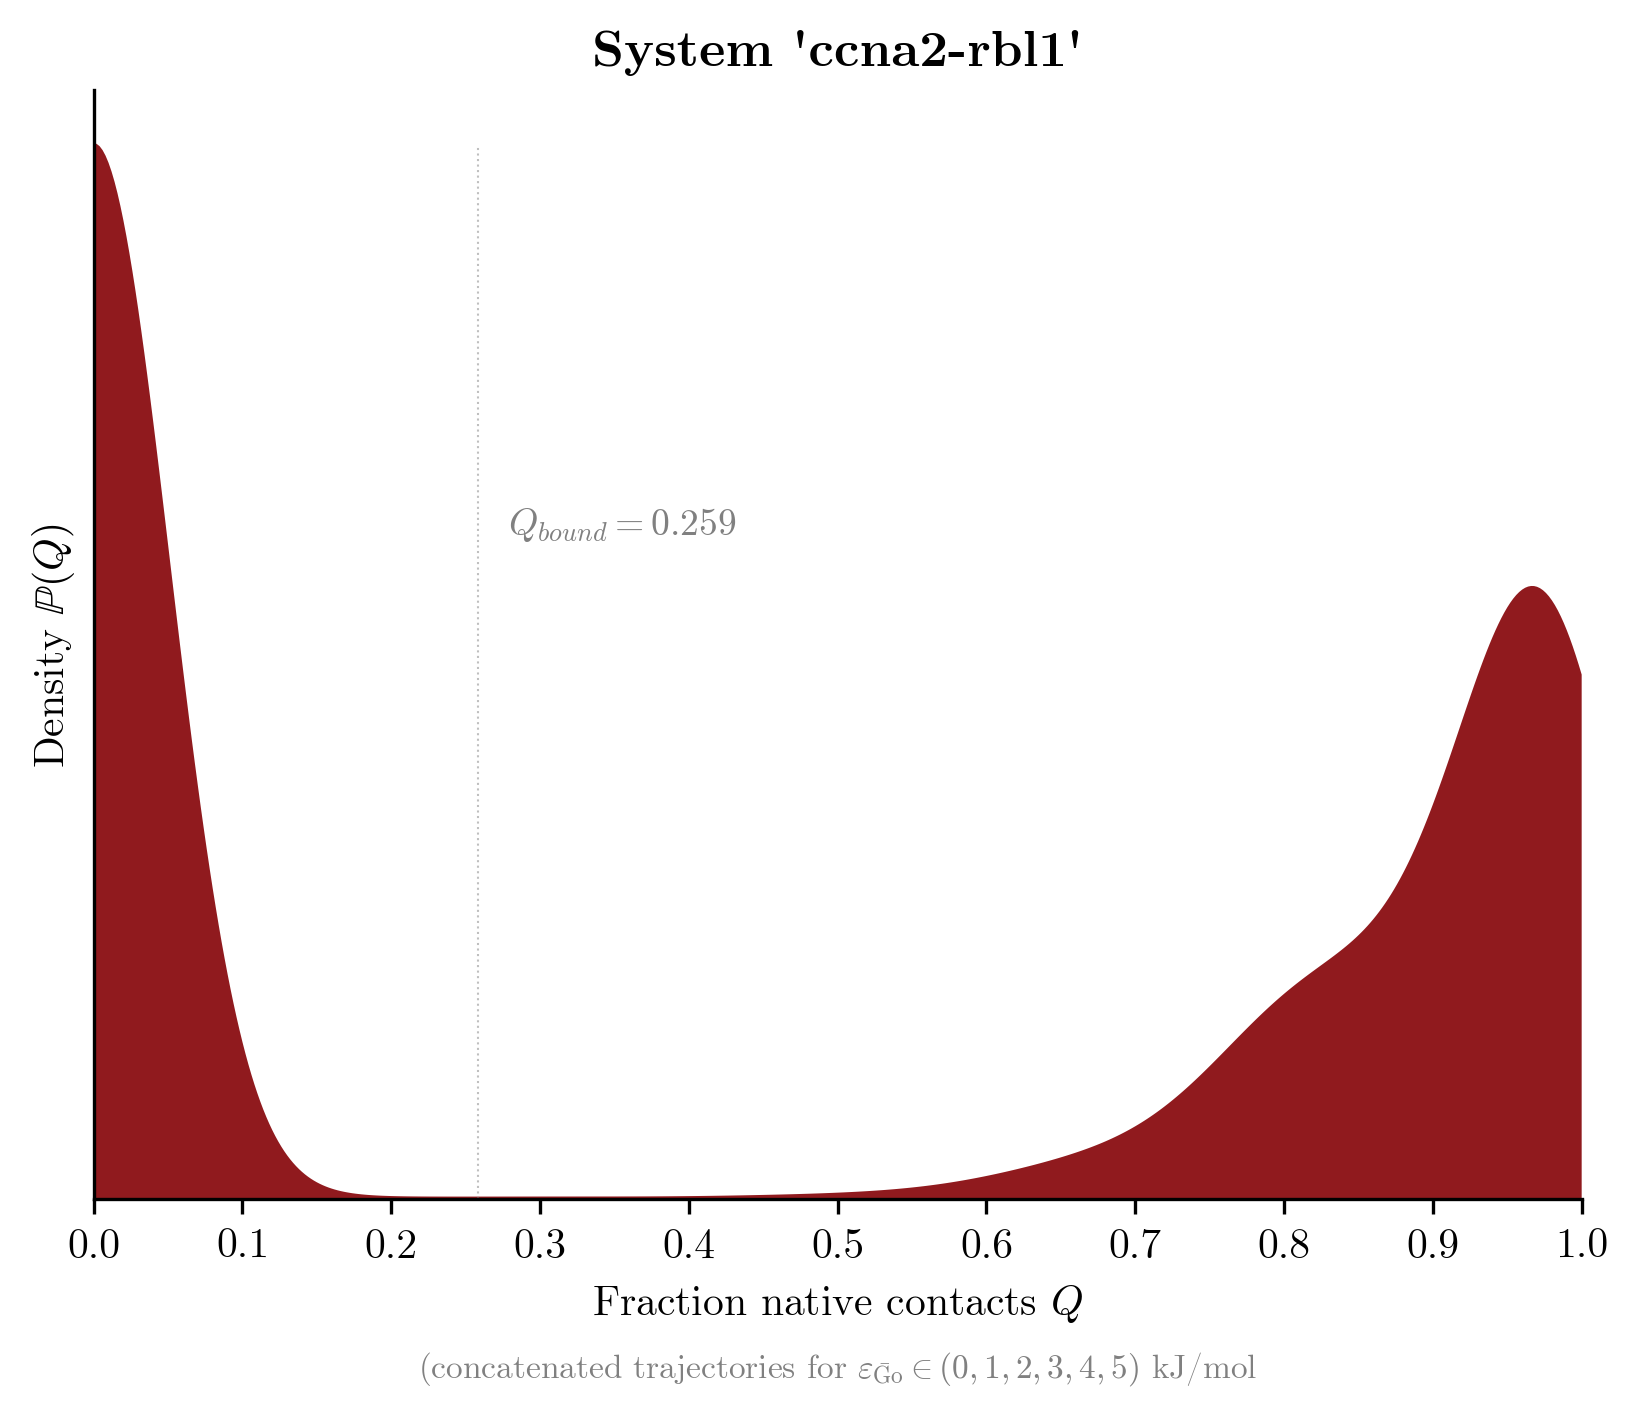 System 'ccna2-rbl1'
Density ℙ(Q)
Q_bound = 0.259
0.0 0.1 0.2 0.3 0.4 0.5 0.6 0.7 0.8 0.9 1.0
Fraction native contacts Q
(concatenated trajectories for ε_Ḡo ∈ (0, 1, 2, 3, 4, 5) kJ/mol